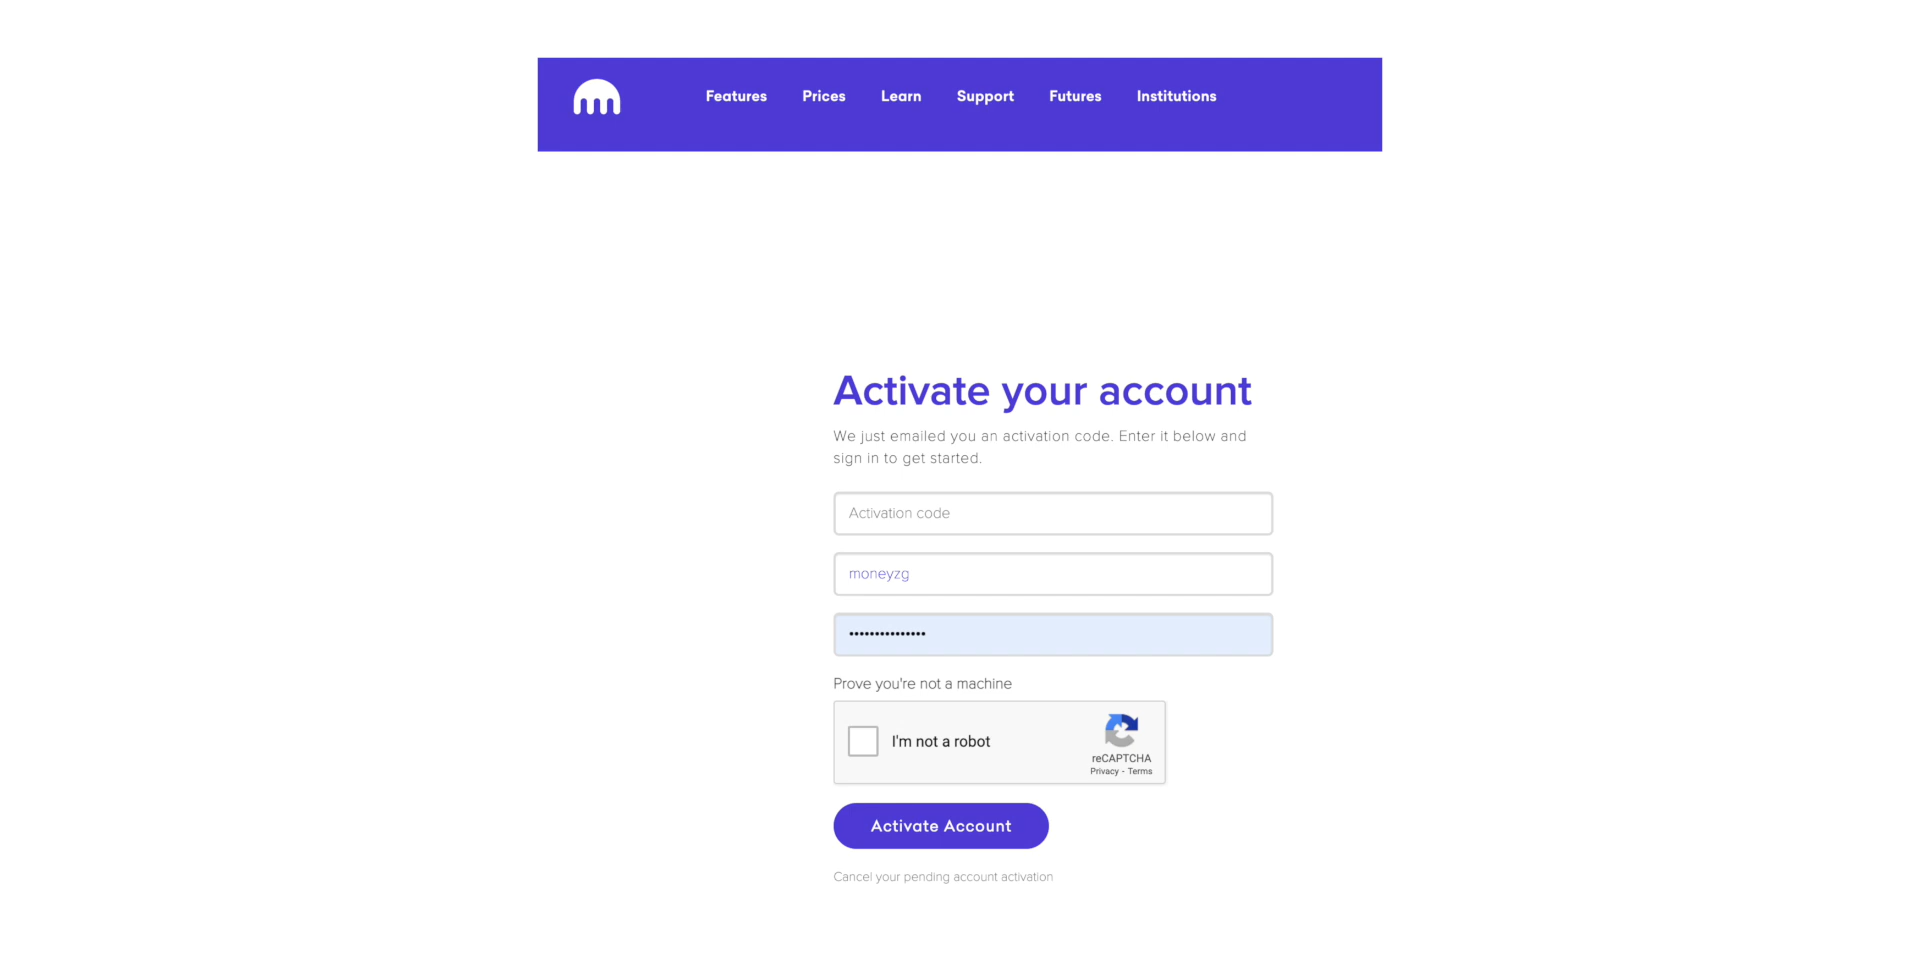 Features Prices Learn Support Futures Institutions
Activate your account
We just emailed you an activation code. Enter it below and
sign in to get started.
Activation code
moneyzg
•••••••••••••••
Prove you're not a machine
I'm not a robot
reCAPTCHA
Privacy - Terms
Activate Account
Cancel your pending account activation